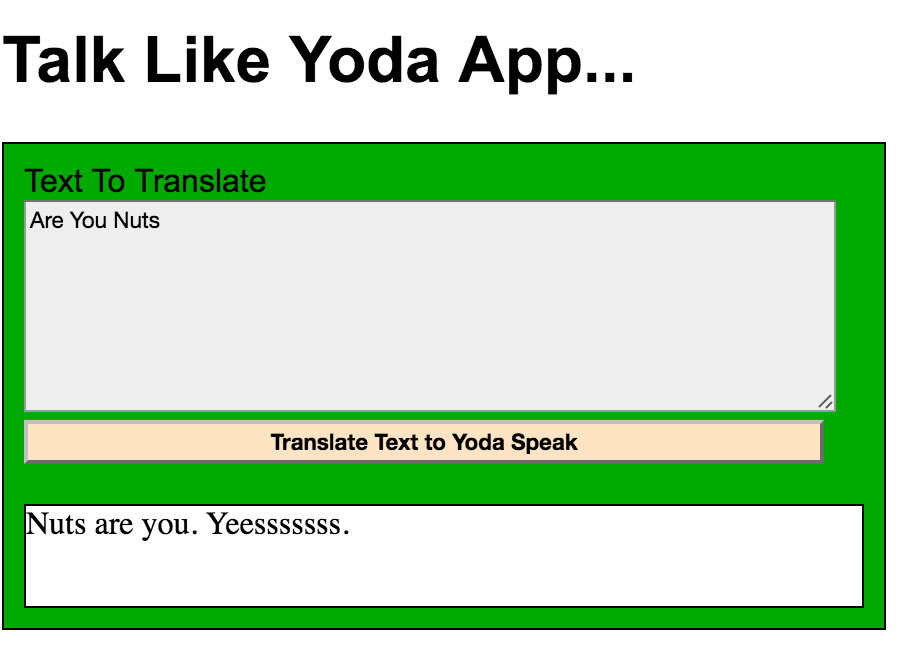 Talk Like Yoda App...
Text To Translate
Are You Nuts
Translate Text to Yoda Speak
Nuts are you. Yeesssssss.